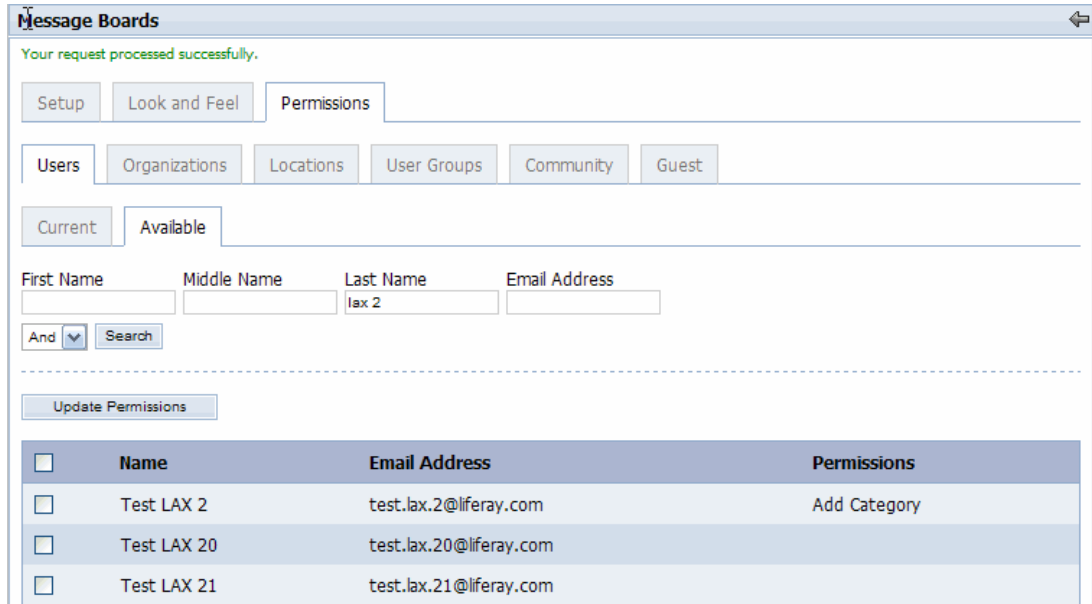 Message Boards
Your request processed successfully.
Setup Look and Feel Permissions
Users Organizations Locations User Groups Community Guest
Current Available
First Name Middle Name Last Name Email Address
lax 2
And Search
Update Permissions
Name Email Address Permissions
Test LAX 2 test.lax.2@liferay.com Add Category
Test LAX 20 test.lax.20@liferay.com
Test LAX 21 test.lax.21@liferay.com